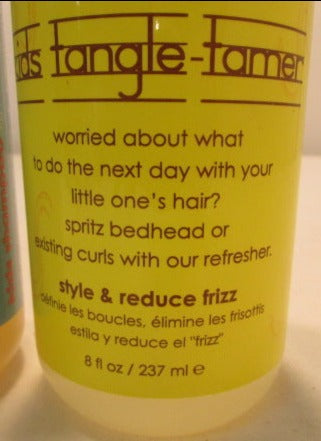 kids tangle-tamer
worried about what
to do the next day with your
little one's hair?
spritz bedhead or
existing curls with our refresher.
style & reduce frizz
définie les boucles, élimine les frisottis
estila y reduce el "frizz"
8 fl oz / 237 ml e